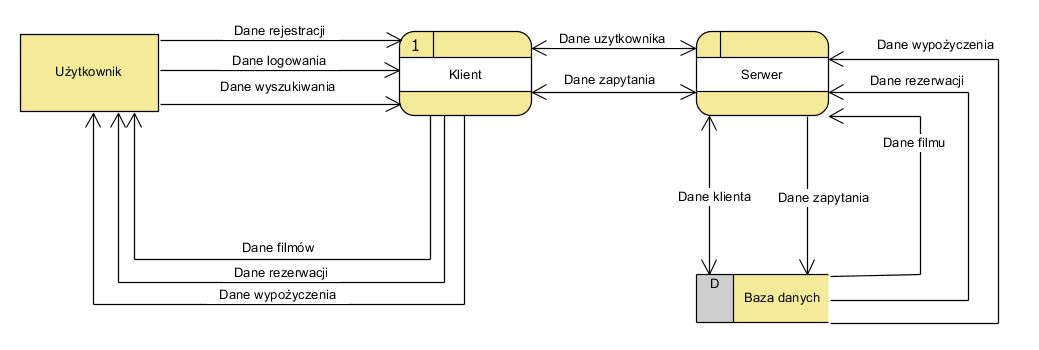 Dane rejestracji
Dane logowania
Dane wyszukiwania
Użytkownik
1
Klient
Dane uzytkownika
Dane zapytania
Serwer
Dane wypożyczenia
Dane rezerwacji
Dane filmu
Dane klienta
Dane zapytania
Dane filmów
Dane rezerwacji
Dane wypożyczenia
D
Baza danych